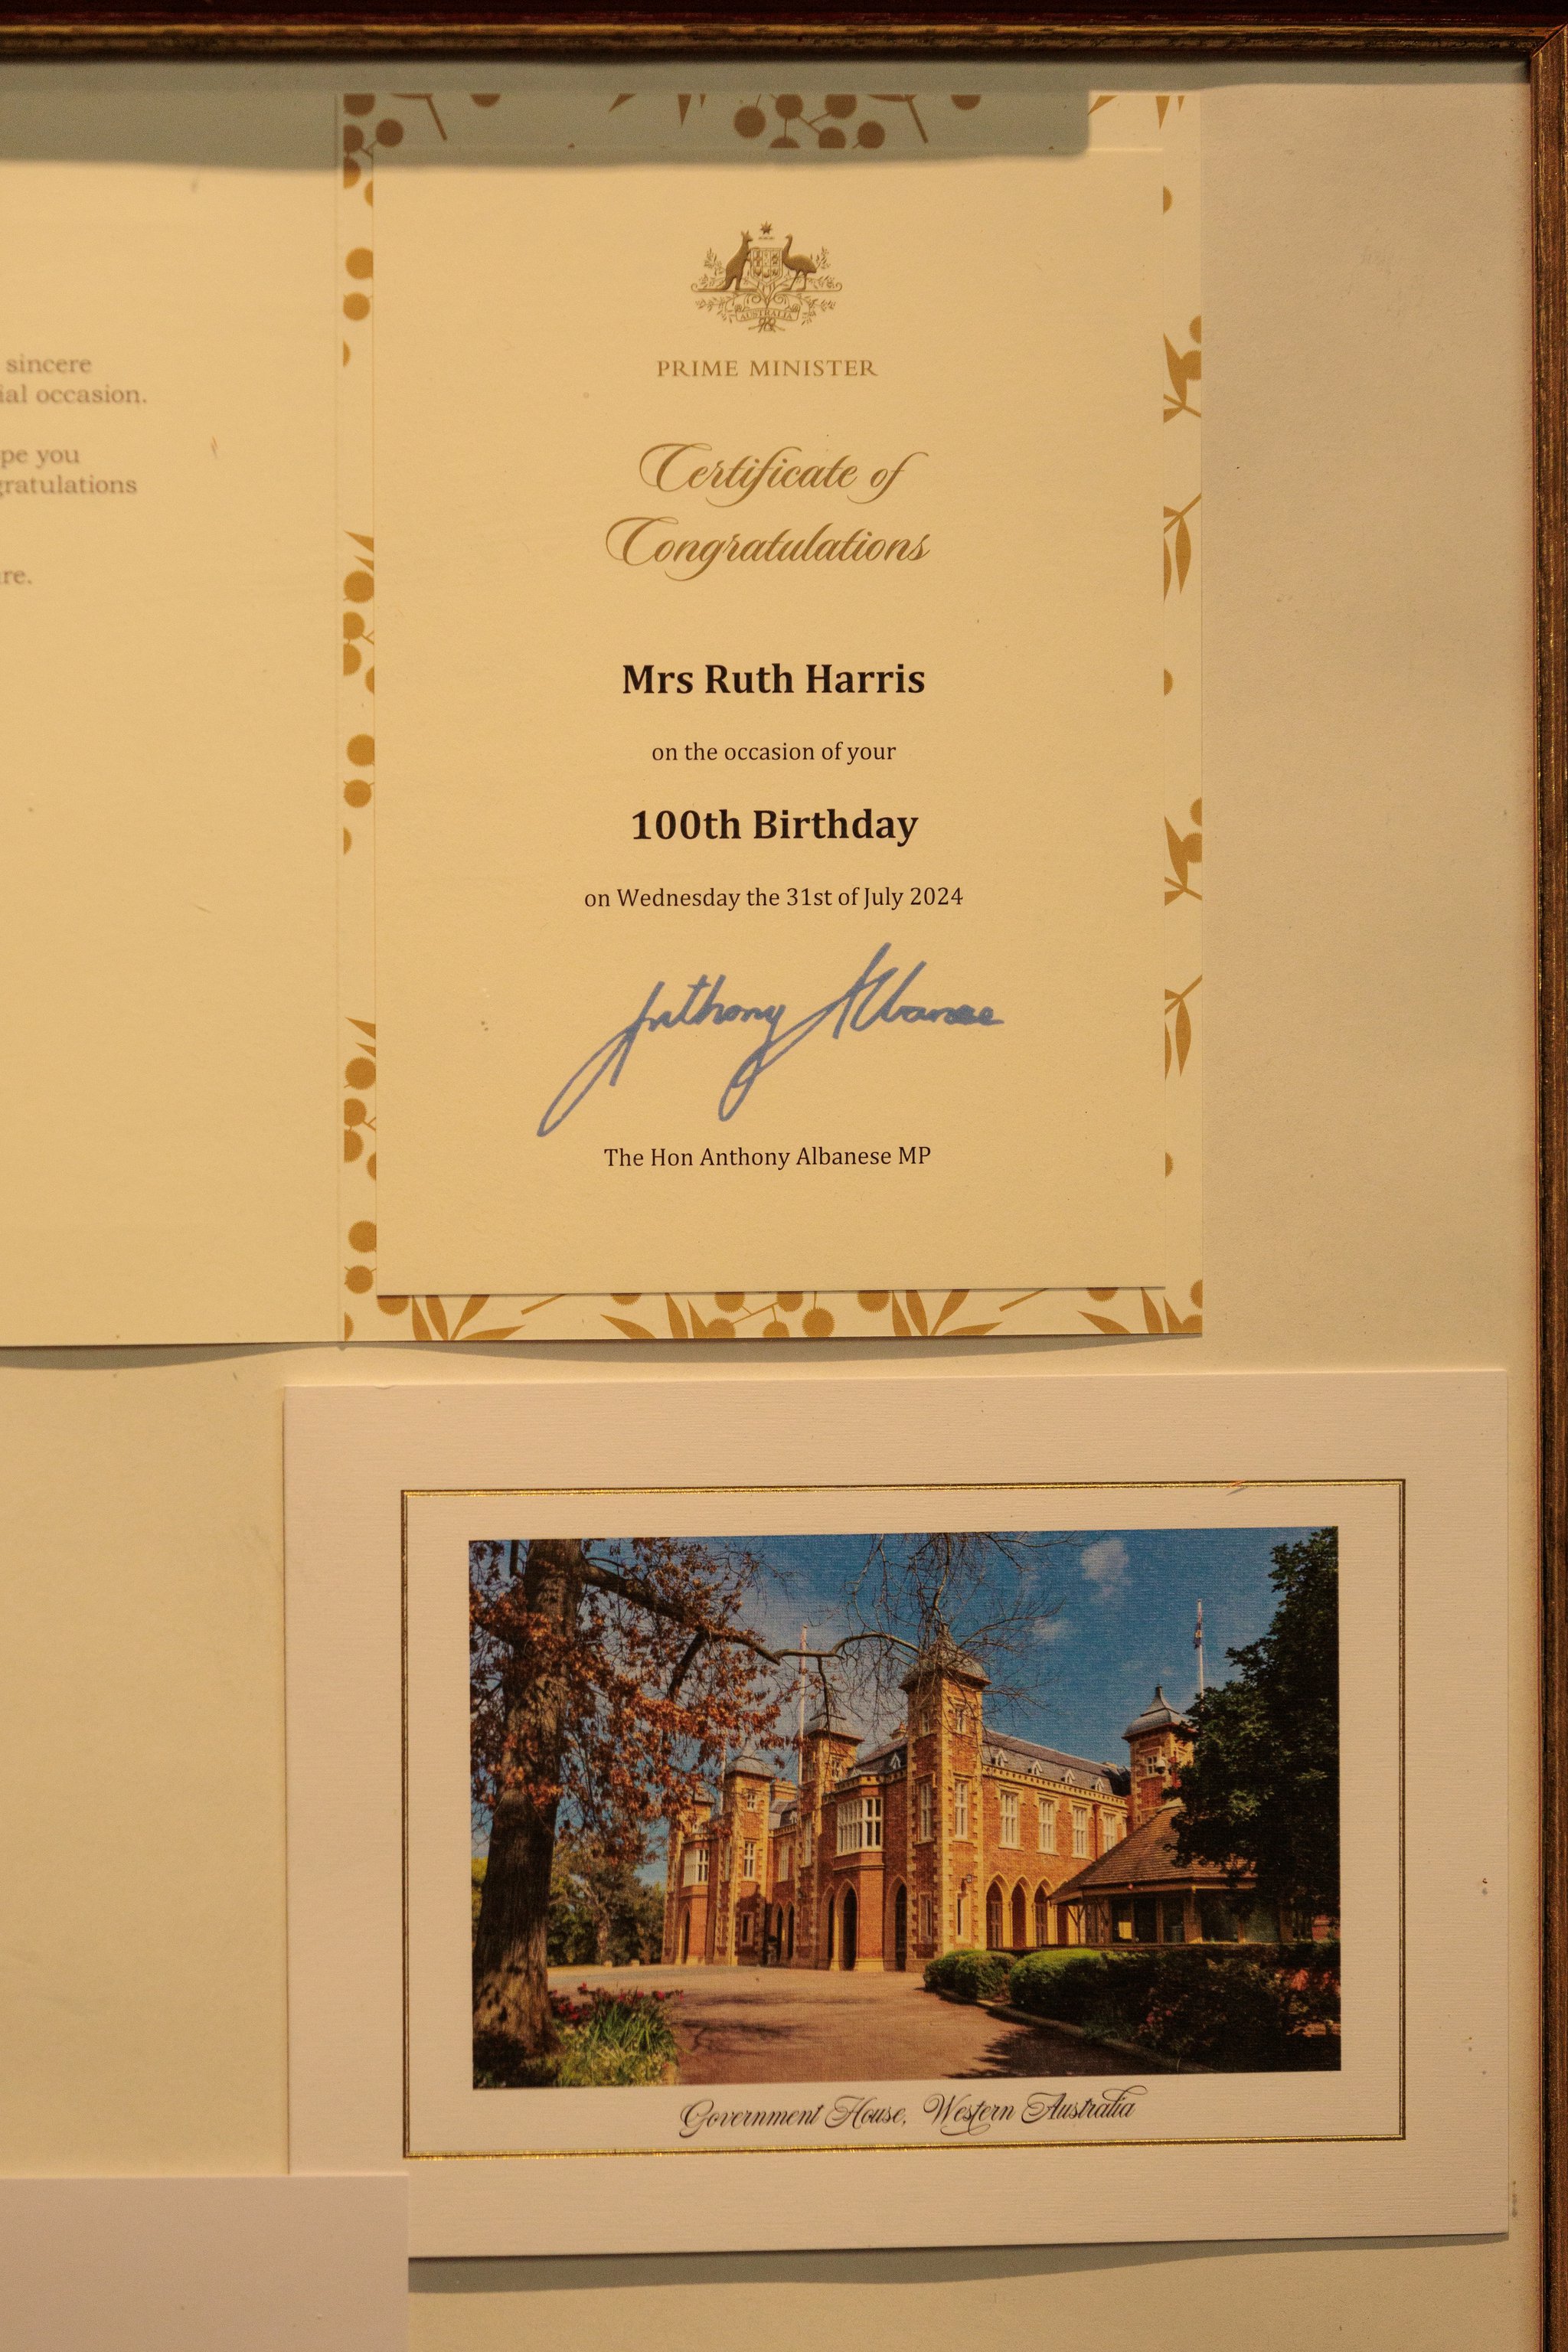 sincere
ial occasion.
pe you
gratulations
re.
AUSTRALIA
PRIME MINISTER
Certificate of
Congratulations
Mrs Ruth Harris
on the occasion of your
100th Birthday
on Wednesday the 31st of July 2024
Anthony Albanese
The Hon Anthony Albanese MP
Government House, Western Australia